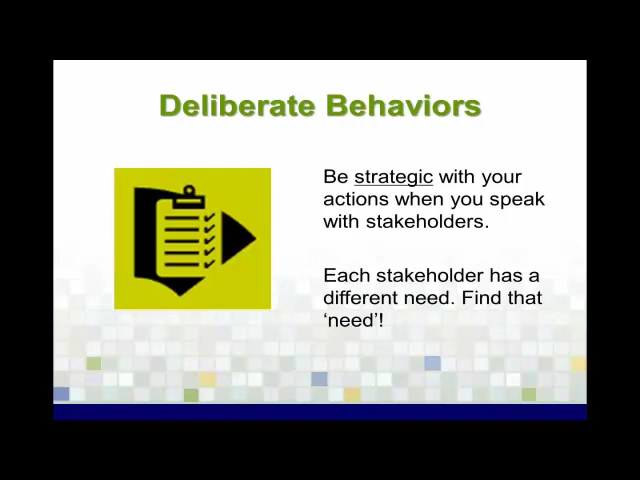 Deliberate Behaviors
Be strategic with your
actions when you speak
with stakeholders.
Each stakeholder has a
different need. Find that
‘need’!